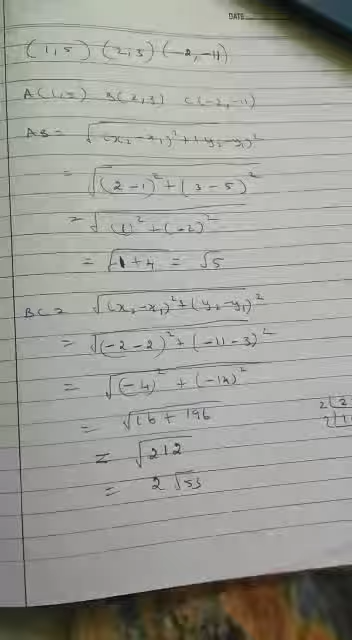 DATE
(1,5) (2,3) (-2,-11)
A(1,5) B(2,3) C(-2,-11)
AB = √(x₂-x₁)²+(y₂-y₁)²
= √(2-1)²+(3-5)²
= √(1)²+(-2)²
= √1+4 = √5
BC = √(x₂-x₁)²+(y₂-y₁)²
= √(-2-2)²+(-11-3)²
= √(-4)²+(-14)²
= √16+196
= √212
= 2√53